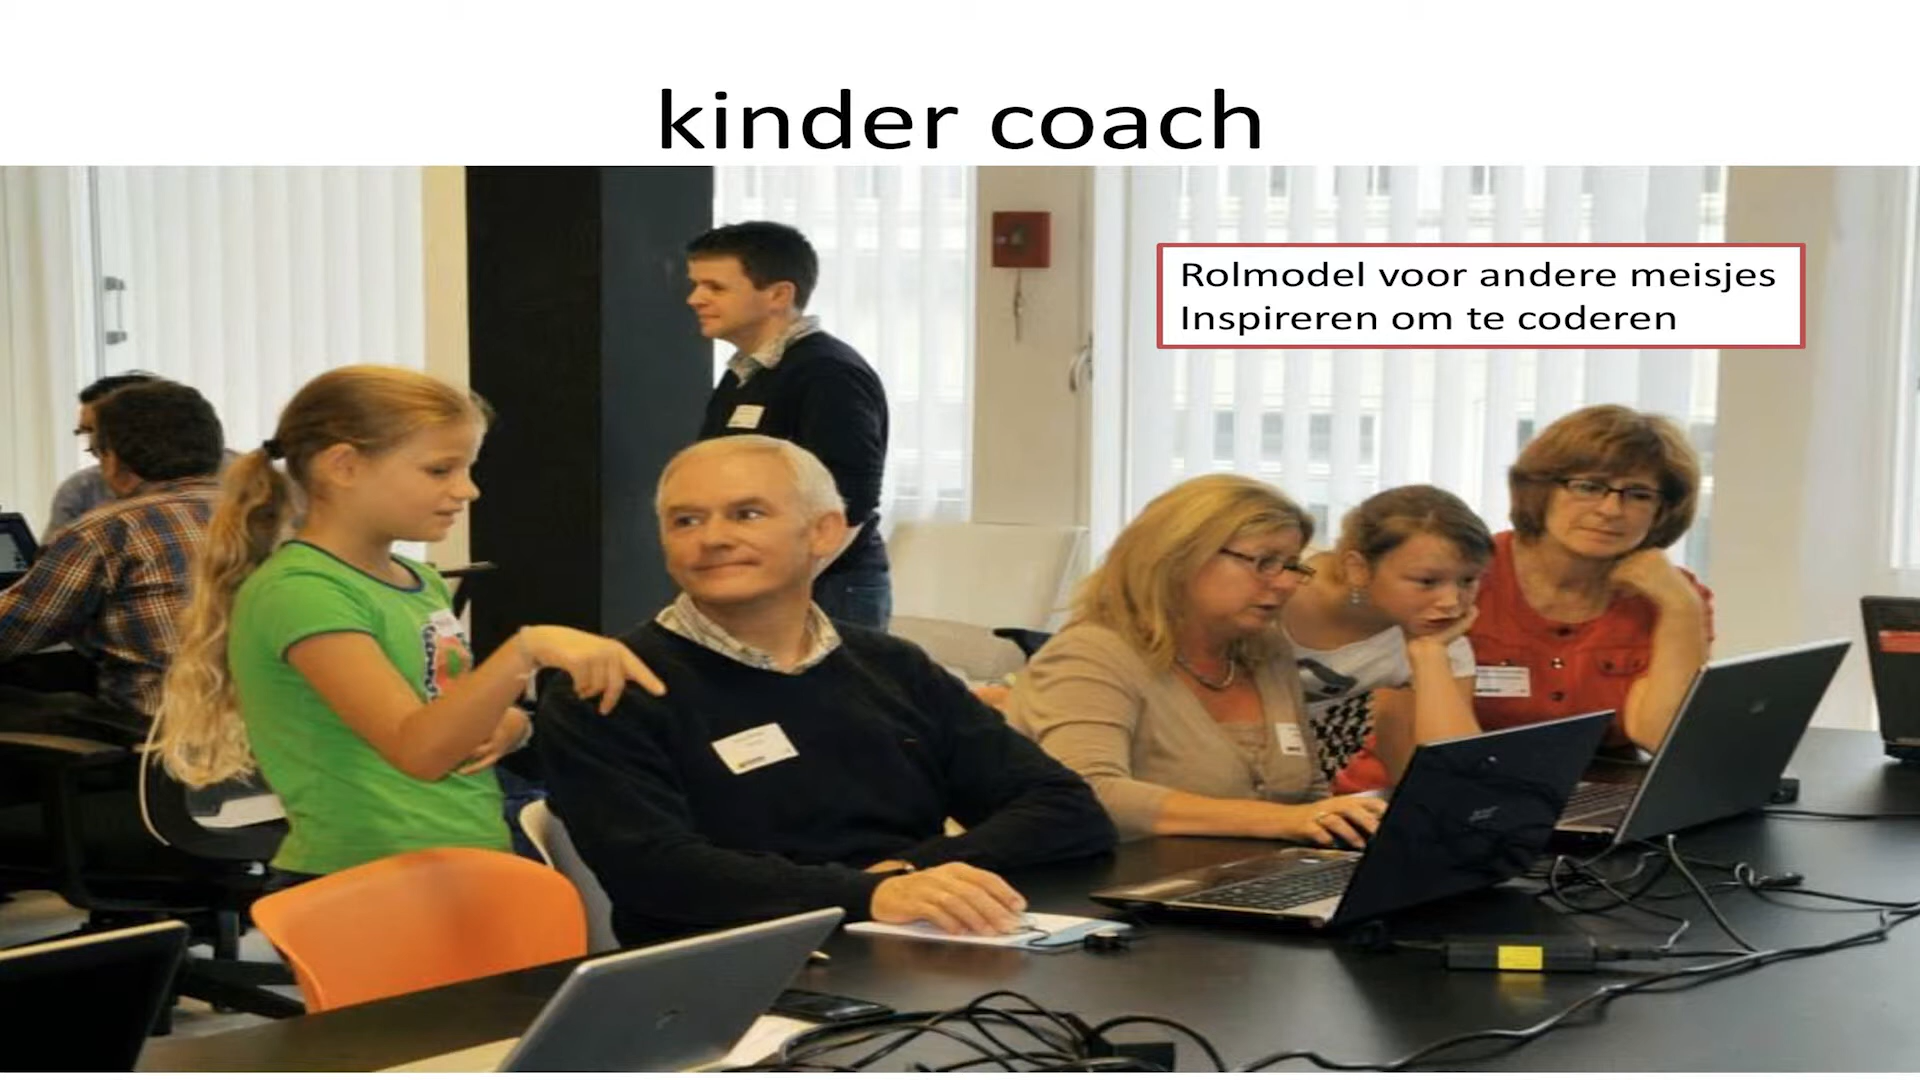 kinder coach
Rolmodel voor andere meisjes
Inspireren om te coderen